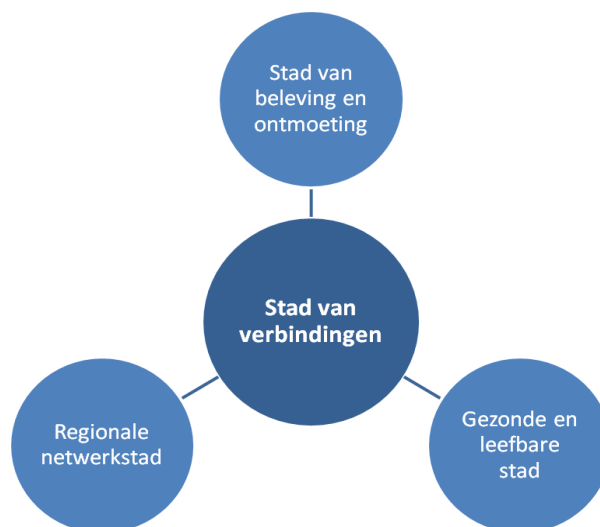 Stad van
beleving en
ontmoeting
Stad van
verbindingen
Regionale
netwerkstad
Gezonde en
leefbare
stad